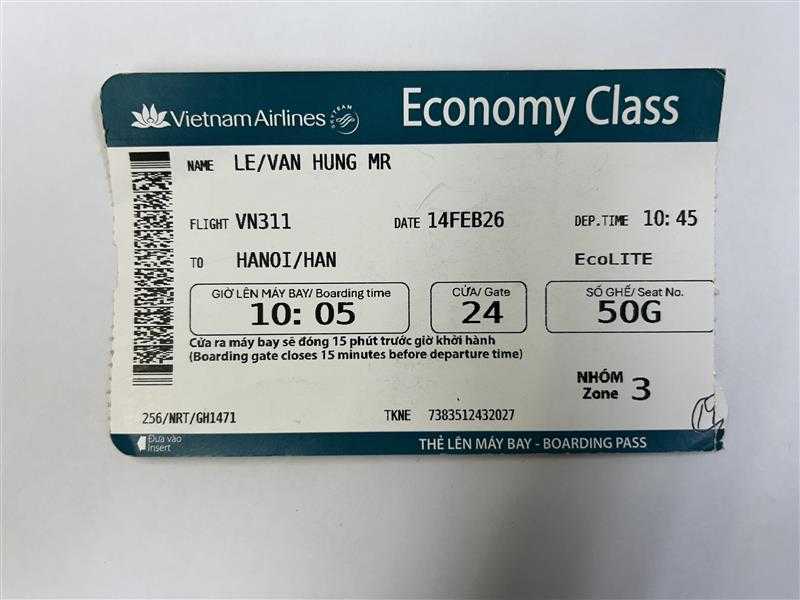 VietnamAirlines SKYTEAM Economy Class
NAME LE/VAN HUNG MR
FLIGHT VN311 DATE 14FEB26 DEP.TIME 10:45
TO HANOI/HAN EcoLITE
GIỜ LÊN MÁY BAY/ Boarding time CỬA/ Gate SỐ GHẾ/ Seat No.
10:05 24 50G
Cửa ra máy bay sẽ đóng 15 phút trước giờ khởi hành
(Boarding gate closes 15 minutes before departure time)
NHÓM
Zone 3
256/NRT/GH1471 TKNE 7383512432027
Đưa vào
Insert
THẺ LÊN MÁY BAY - BOARDING PASS